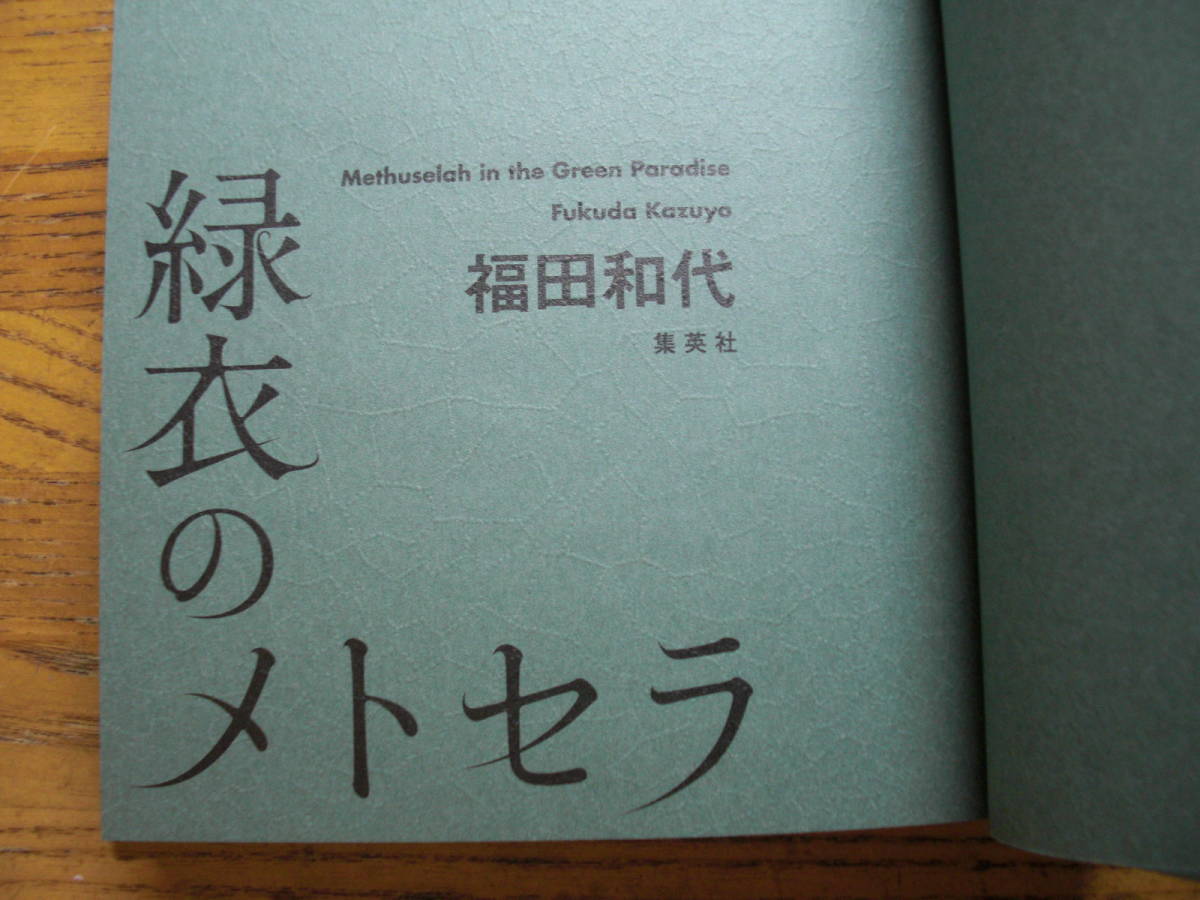 緑衣の
メトセラ
Methuselah in the Green Paradise
Fukuda Kazuyo
福田和代
集英社